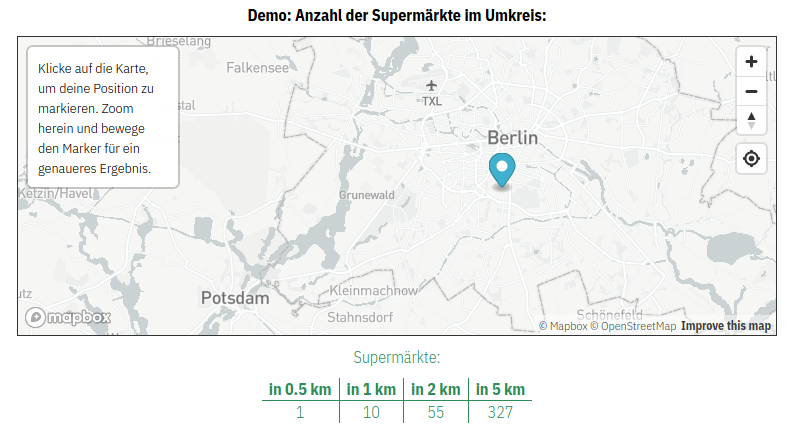 Demo: Anzahl der Supermärkte im Umkreis:
Brieselang
Klicke auf die Karte,
um deine Position zu
markieren. Zoom
herein und bewege
den Marker für ein
genaueres Ergebnis.
Falkensee
TXL
Berlin
Ketzin/Havel
Grunewald
Potsdam
Kleinmachnow
Stahnsdorf
Schönefeld
mapbox
© Mapbox © OpenStreetMap Improve this map
Supermärkte:
in 0.5 km in 1 km in 2 km in 5 km
1 10 55 327